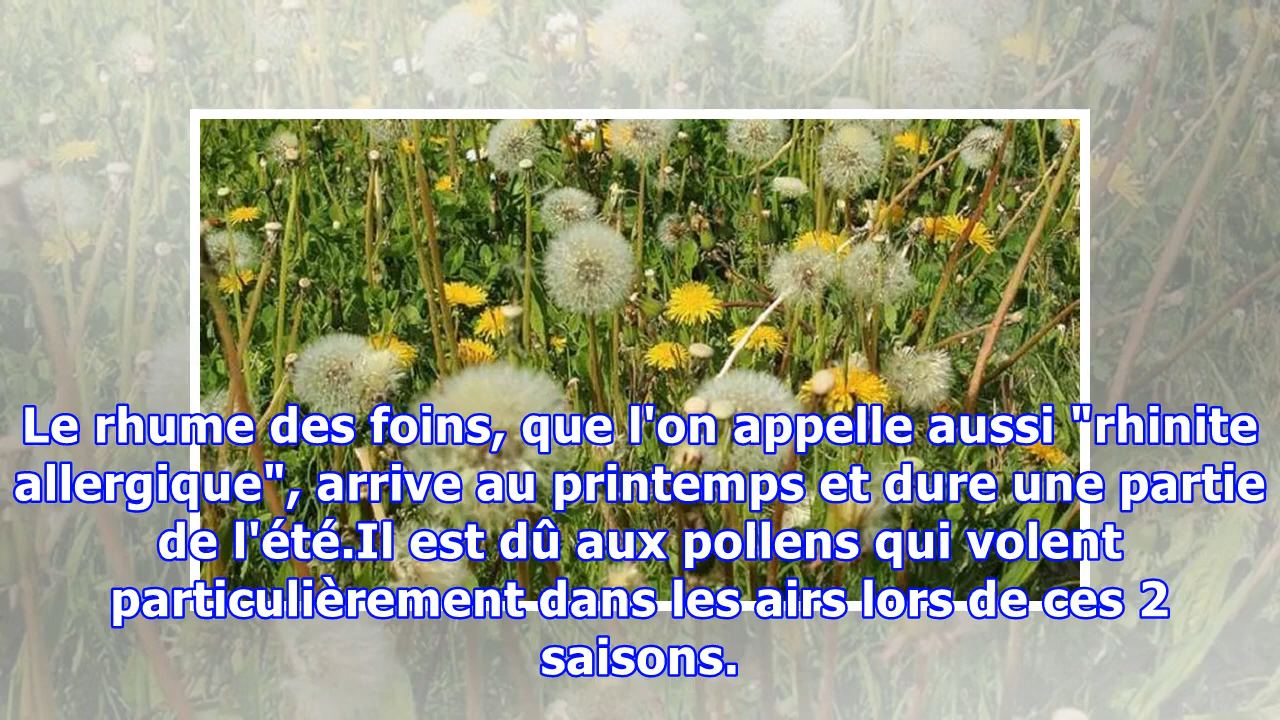 Le rhume des foins, que l'on appelle aussi "rhinite
allergique", arrive au printemps et dure une partie
de l'été.Il est dû aux pollens qui volent
particulièrement dans les airs lors de ces 2
saisons.